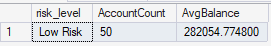 risk_level AccountCount AvgBalance
1 Low Risk 50 282054.774800